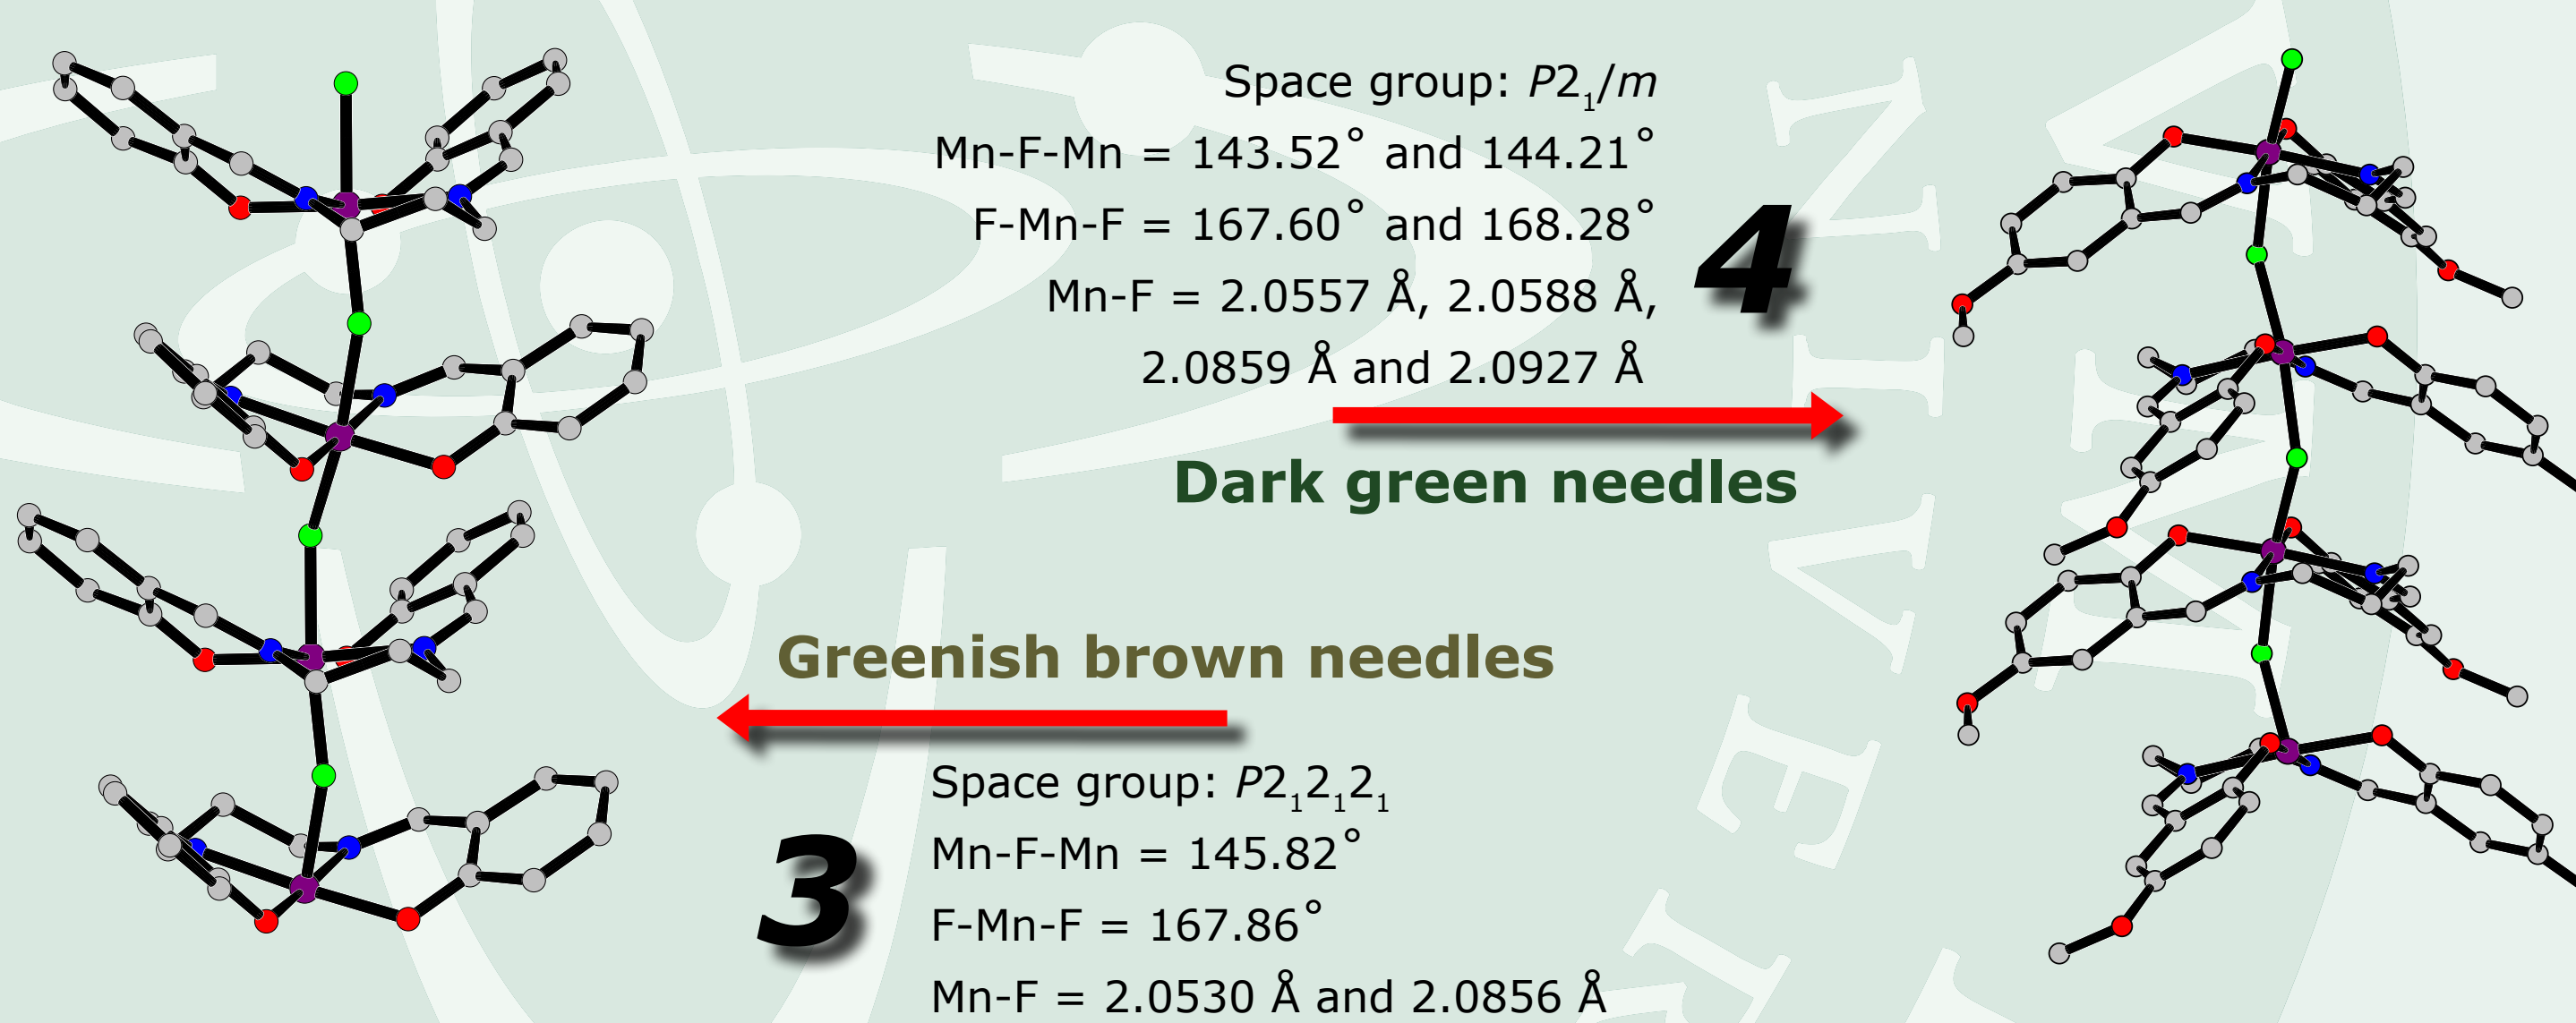 Space group: P2₁/m
Mn-F-Mn = 143.52° and 144.21°
F-Mn-F = 167.60° and 168.28°
Mn-F = 2.0557 Å, 2.0588 Å,
2.0859 Å and 2.0927 Å
4
Dark green needles
Greenish brown needles
3
Space group: P2₁2₁2₁
Mn-F-Mn = 145.82°
F-Mn-F = 167.86°
Mn-F = 2.0530 Å and 2.0856 Å